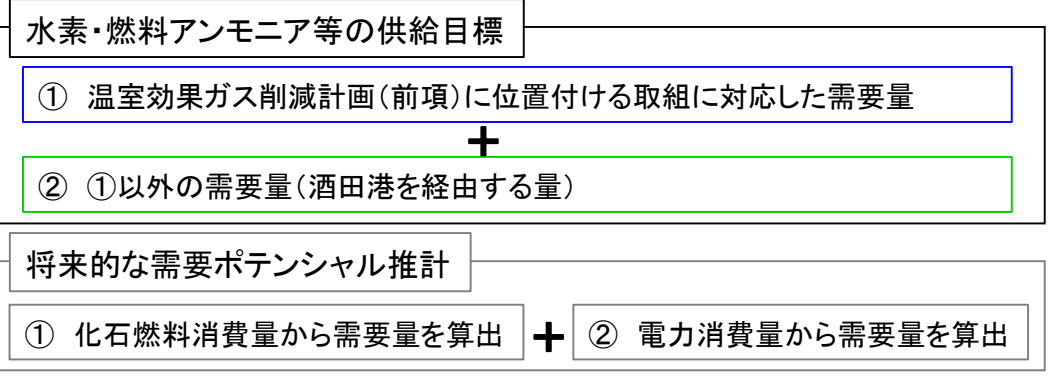 水素・燃料アンモニア等の供給目標
① 温室効果ガス削減計画（前項）に位置付ける取組に対応した需要量
+
② ①以外の需要量（酒田港を経由する量）
将来的な需要ポテンシャル推計
① 化石燃料消費量から需要量を算出 + ② 電力消費量から需要量を算出